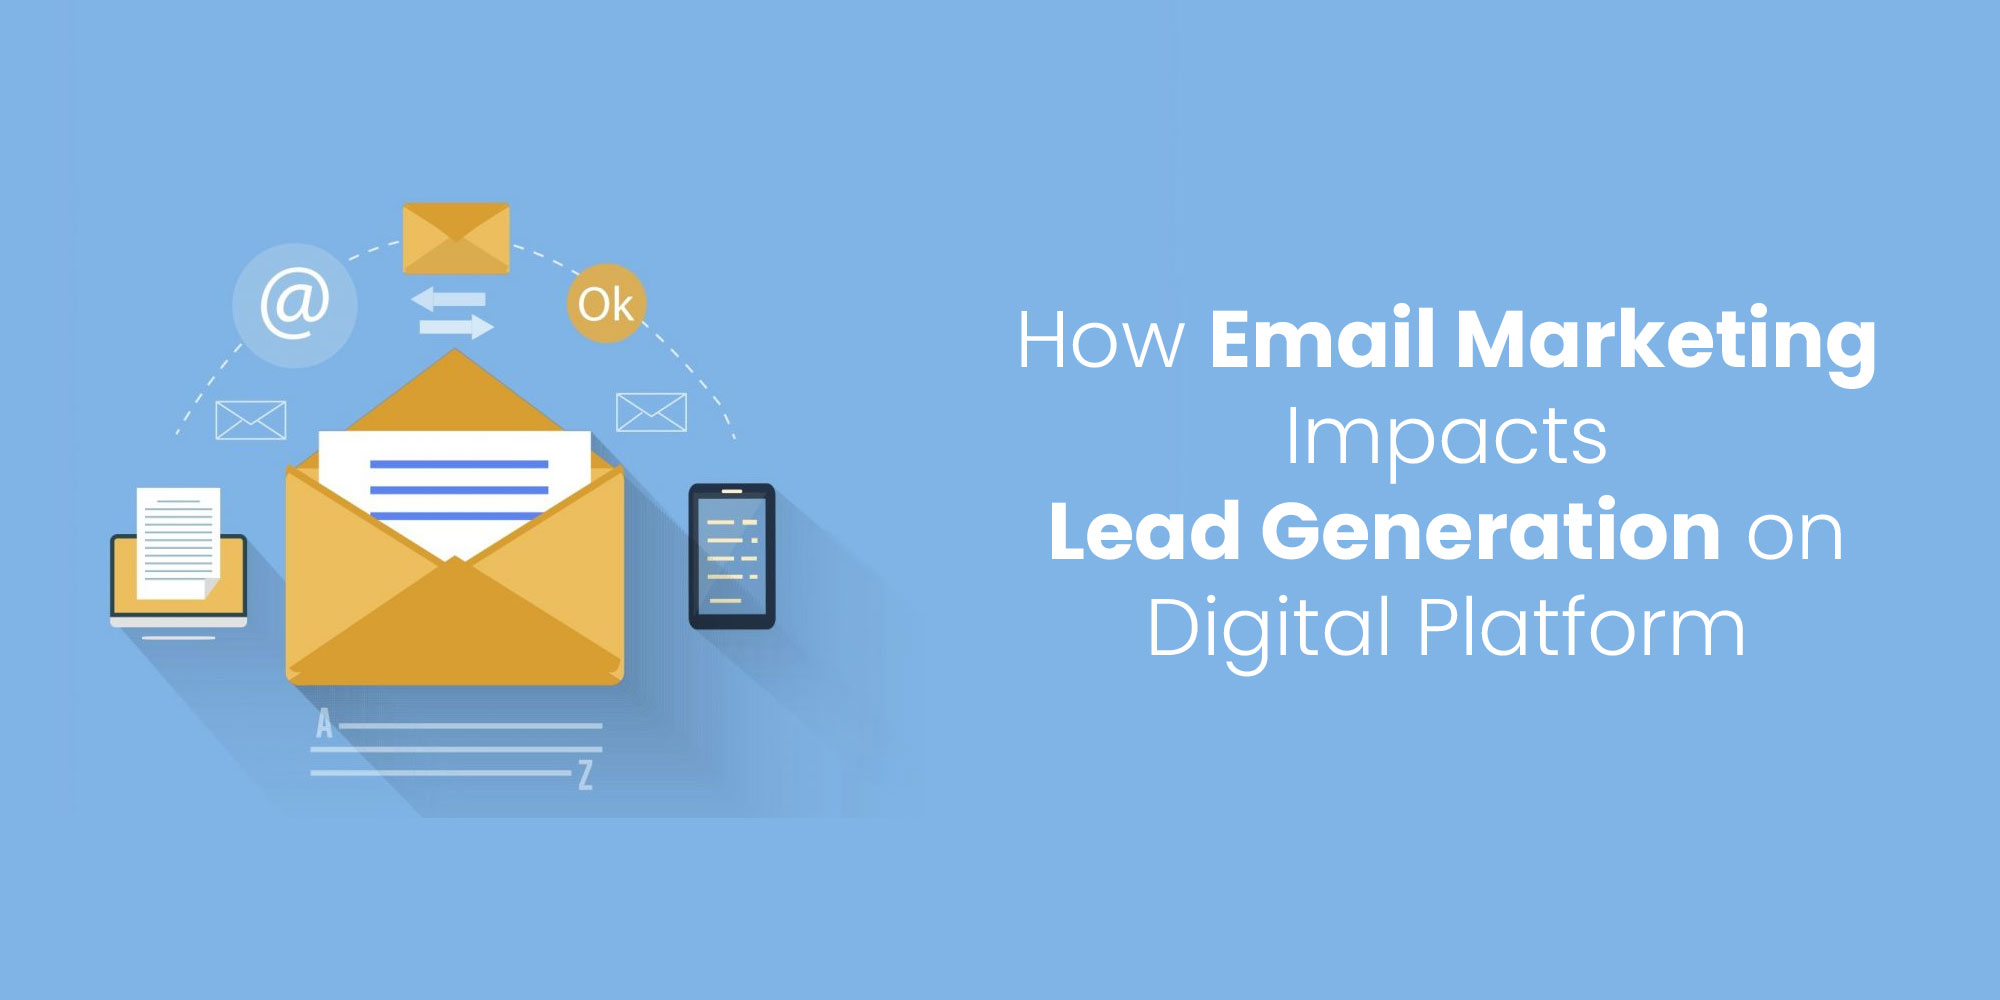 @
Ok
A
Z
How Email Marketing
Impacts
Lead Generation on
Digital Platform